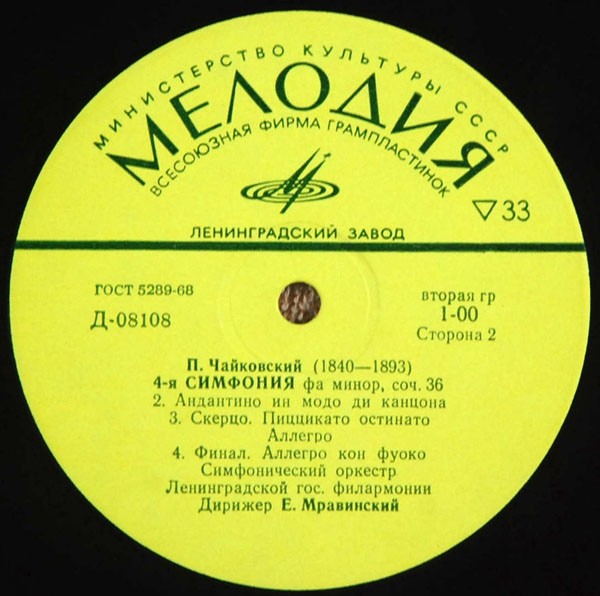 МИНИСТЕРСТВО КУЛЬТУРЫ СССР
МЕЛОДИЯ
ВСЕСОЮЗНАЯ ФИРМА ГРАМПЛАСТИНОК
33
ЛЕНИНГРАДСКИЙ ЗАВОД
ГОСТ 5289-68
Д-08108
вторая гр
1-00
Сторона 2
П. Чайковский (1840—1893)
4-я СИМФОНИЯ фа минор, соч. 36
2. Андантино ин модо ди канцона
3. Скерцо. Пиццикато остинато
Аллегро
4. Финал. Аллегро кон фуоко
Симфонический оркестр
Ленинградской гос. филармонии
Дирижер Е. Мравинский